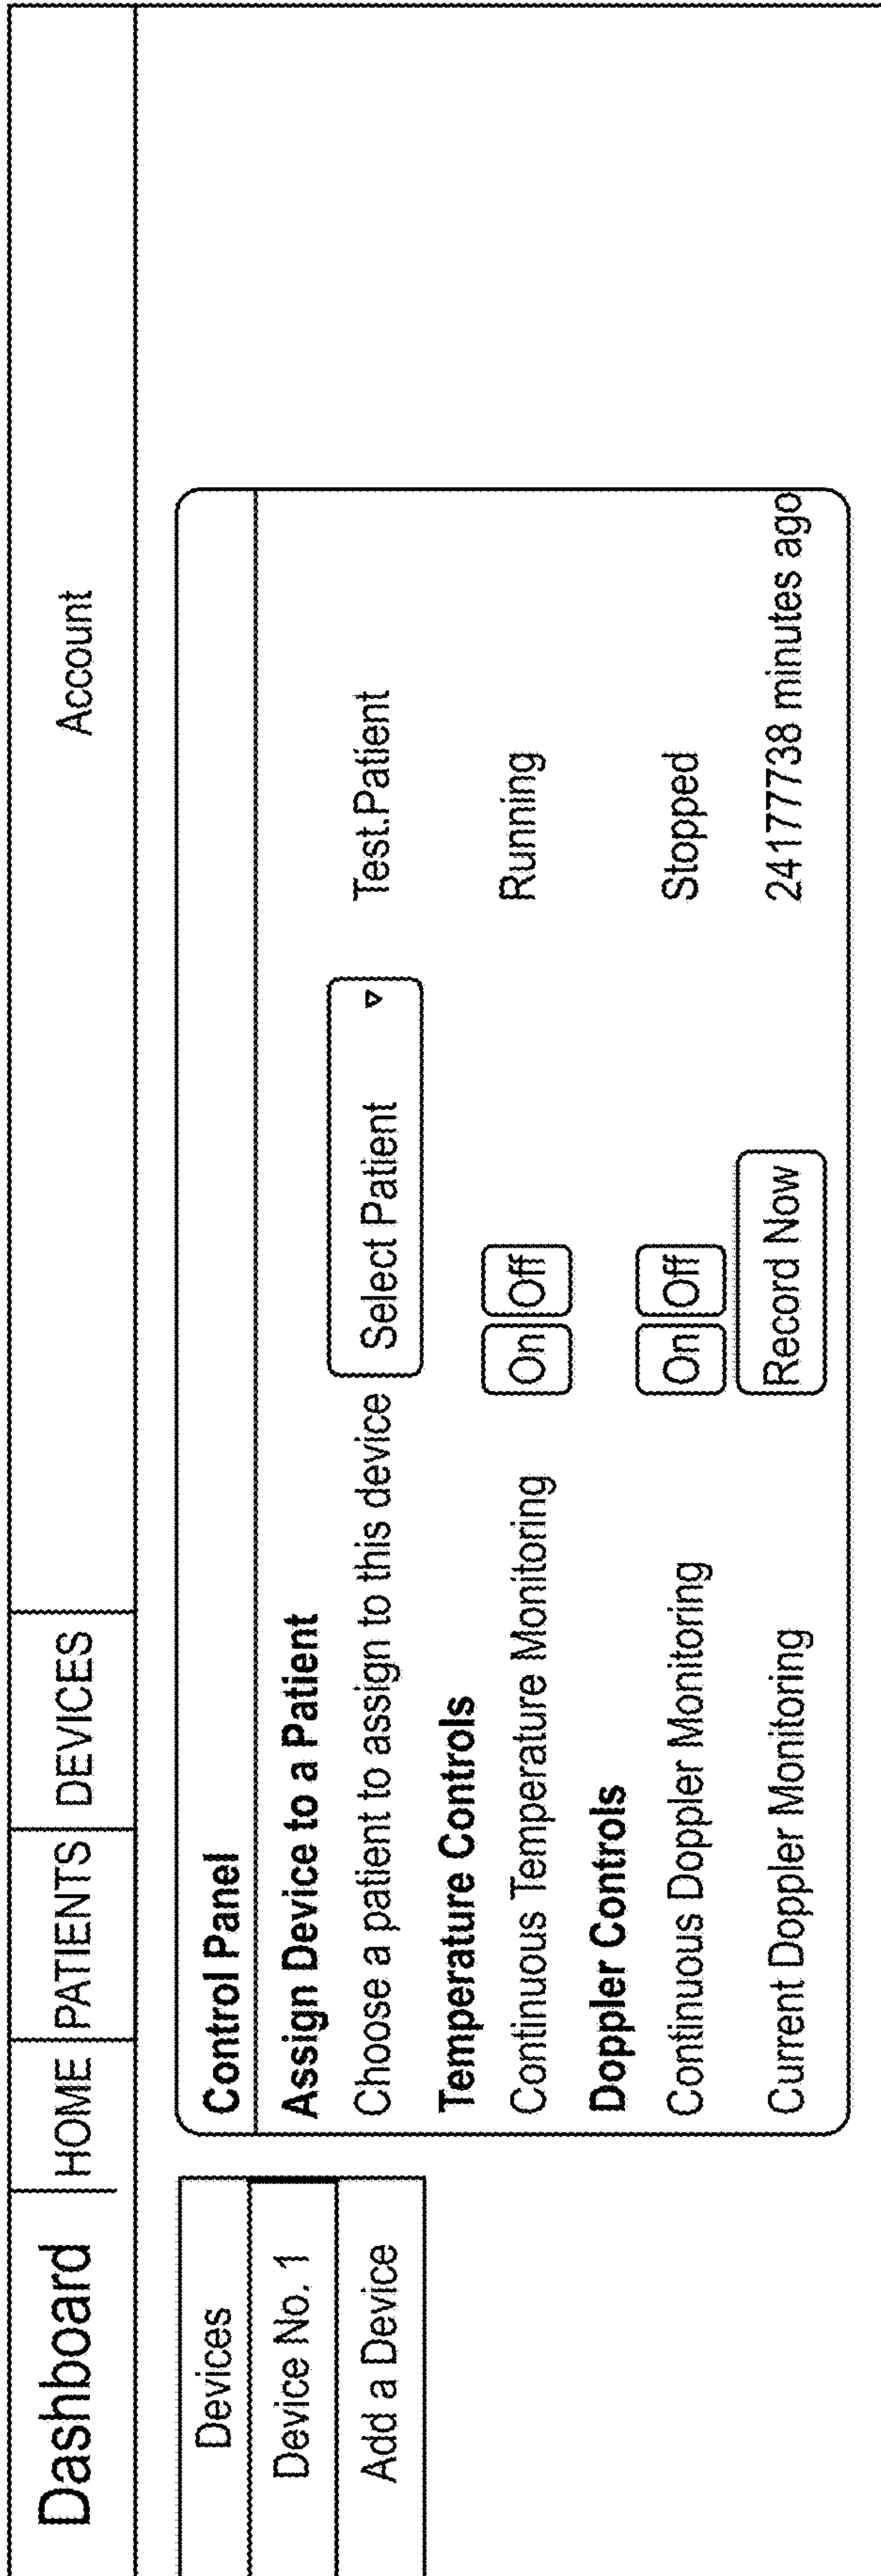 Dashboard HOME PATIENTS DEVICES Account
Devices
Device No. 1
Add a Device
Control Panel
Assign Device to a Patient
Choose a patient to assign to this device Select Patient Test.Patient
Temperature Controls
Continuous Temperature Monitoring On Off Running
Doppler Controls
Continuous Doppler Monitoring On Off Stopped
Current Doppler Monitoring Record Now 24177738 minutes ago